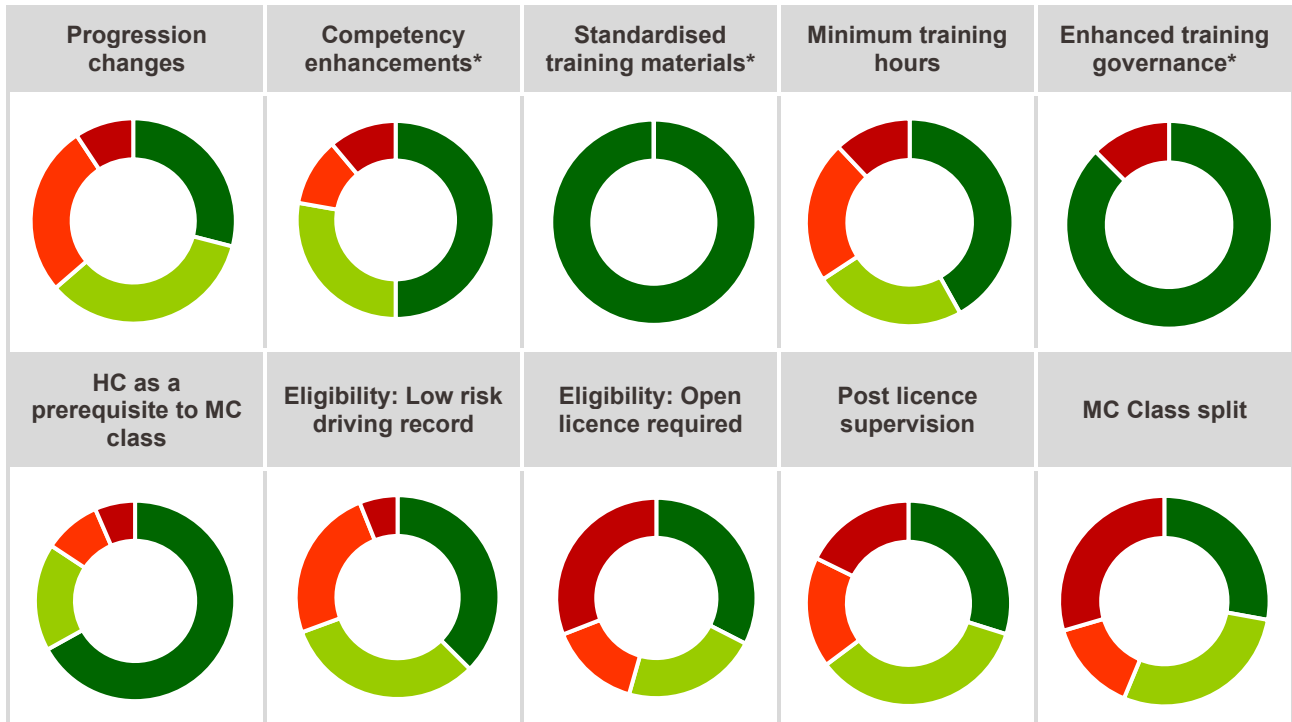 Progression
changes
Competency
enhancements*
Standardised
training materials*
Minimum training
hours
Enhanced training
governance*
HC as a
prerequisite to MC
class
Eligibility: Low risk
driving record
Eligibility: Open
licence required
Post licence
supervision
MC Class split